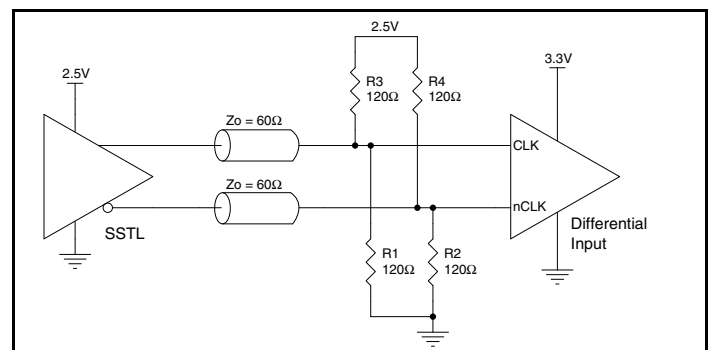 2.5V
3.3V
2.5V
R3
120Ω
R4
120Ω
Zo = 60Ω
CLK
Zo = 60Ω
nCLK
SSTL
Differential
Input
R1
120Ω
R2
120Ω